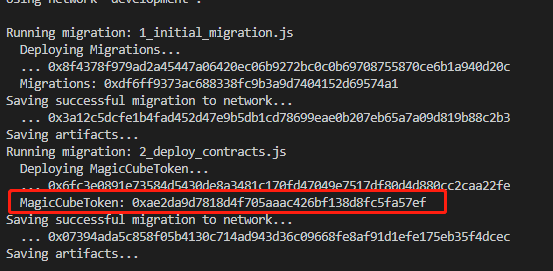 Using network 'development'.
Running migration: 1_initial_migration.js
Deploying Migrations...
... 0x8f4378f979ad2a45447a06420ec06b9272bc0c0b69708755870ce6b1a940d20c
Migrations: 0xdf6ff9373ac688338fc9b3a9d7404152d69574a1
Saving successful migration to network...
... 0x3a12c5dcfe1b4fad452d47e9b5db1cd78699eae0b207eb65a7a09d819b88c2b3
Saving artifacts...
Running migration: 2_deploy_contracts.js
Deploying MagicCubeToken...
... 0x6fc3e0891e73584d5430de8a3481c170fd47049e7517df80d4d880cc2caa22fe
MagicCubeToken: 0xae2da9d7818d4f705aaac426bf138d8fc5fa57ef
Saving successful migration to network...
... 0x07394ada5c858f05b4130c714ad943d36c09668fe8af91d1efe175eb35f4dcec
Saving artifacts...